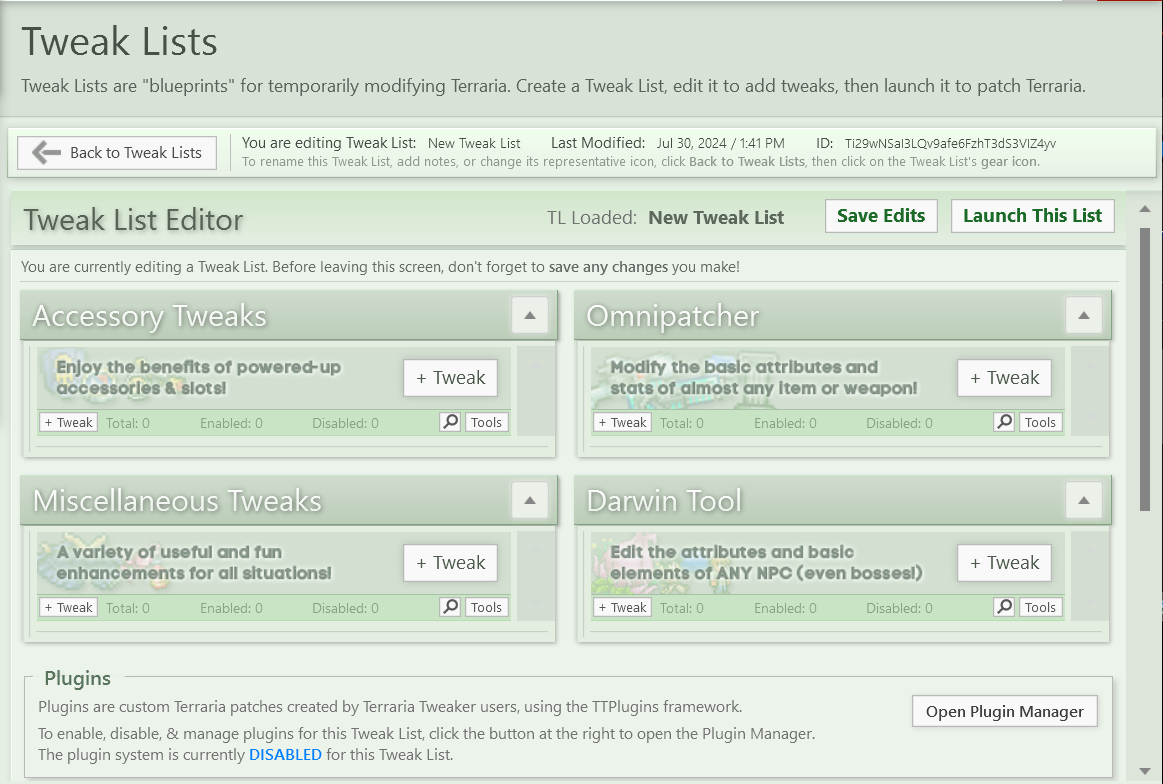 Tweak Lists
Tweak Lists are "blueprints" for temporarily modifying Terraria. Create a Tweak List, edit it to add tweaks, then launch it to patch Terraria.
Back to Tweak Lists
You are editing Tweak List: New Tweak List Last Modified: Jul 30, 2024 / 1:41 PM ID: Ti29wNSaI3LQv9afe6FzhT3dS3VIZ4yv
To rename this Tweak List, add notes, or change its representative icon, click Back to Tweak Lists, then click on the Tweak List's gear icon.
Tweak List Editor
TL Loaded: New Tweak List
Save Edits
Launch This List
You are currently editing a Tweak List. Before leaving this screen, don't forget to save any changes you make!
Accessory Tweaks
Enjoy the benefits of powered-up
accessories & slots!
+ Tweak
+ Tweak Total: 0 Enabled: 0 Disabled: 0 Tools
Omnipatcher
Modify the basic attributes and
stats of almost any item or weapon!
+ Tweak
+ Tweak Total: 0 Enabled: 0 Disabled: 0 Tools
Miscellaneous Tweaks
A variety of useful and fun
enhancements for all situations!
+ Tweak
+ Tweak Total: 0 Enabled: 0 Disabled: 0 Tools
Darwin Tool
Edit the attributes and basic
elements of ANY NPC (even bosses!)
+ Tweak
+ Tweak Total: 0 Enabled: 0 Disabled: 0 Tools
Plugins
Plugins are custom Terraria patches created by Terraria Tweaker users, using the TTPlugins framework.
To enable, disable, & manage plugins for this Tweak List, click the button at the right to open the Plugin Manager.
The plugin system is currently DISABLED for this Tweak List.
Open Plugin Manager